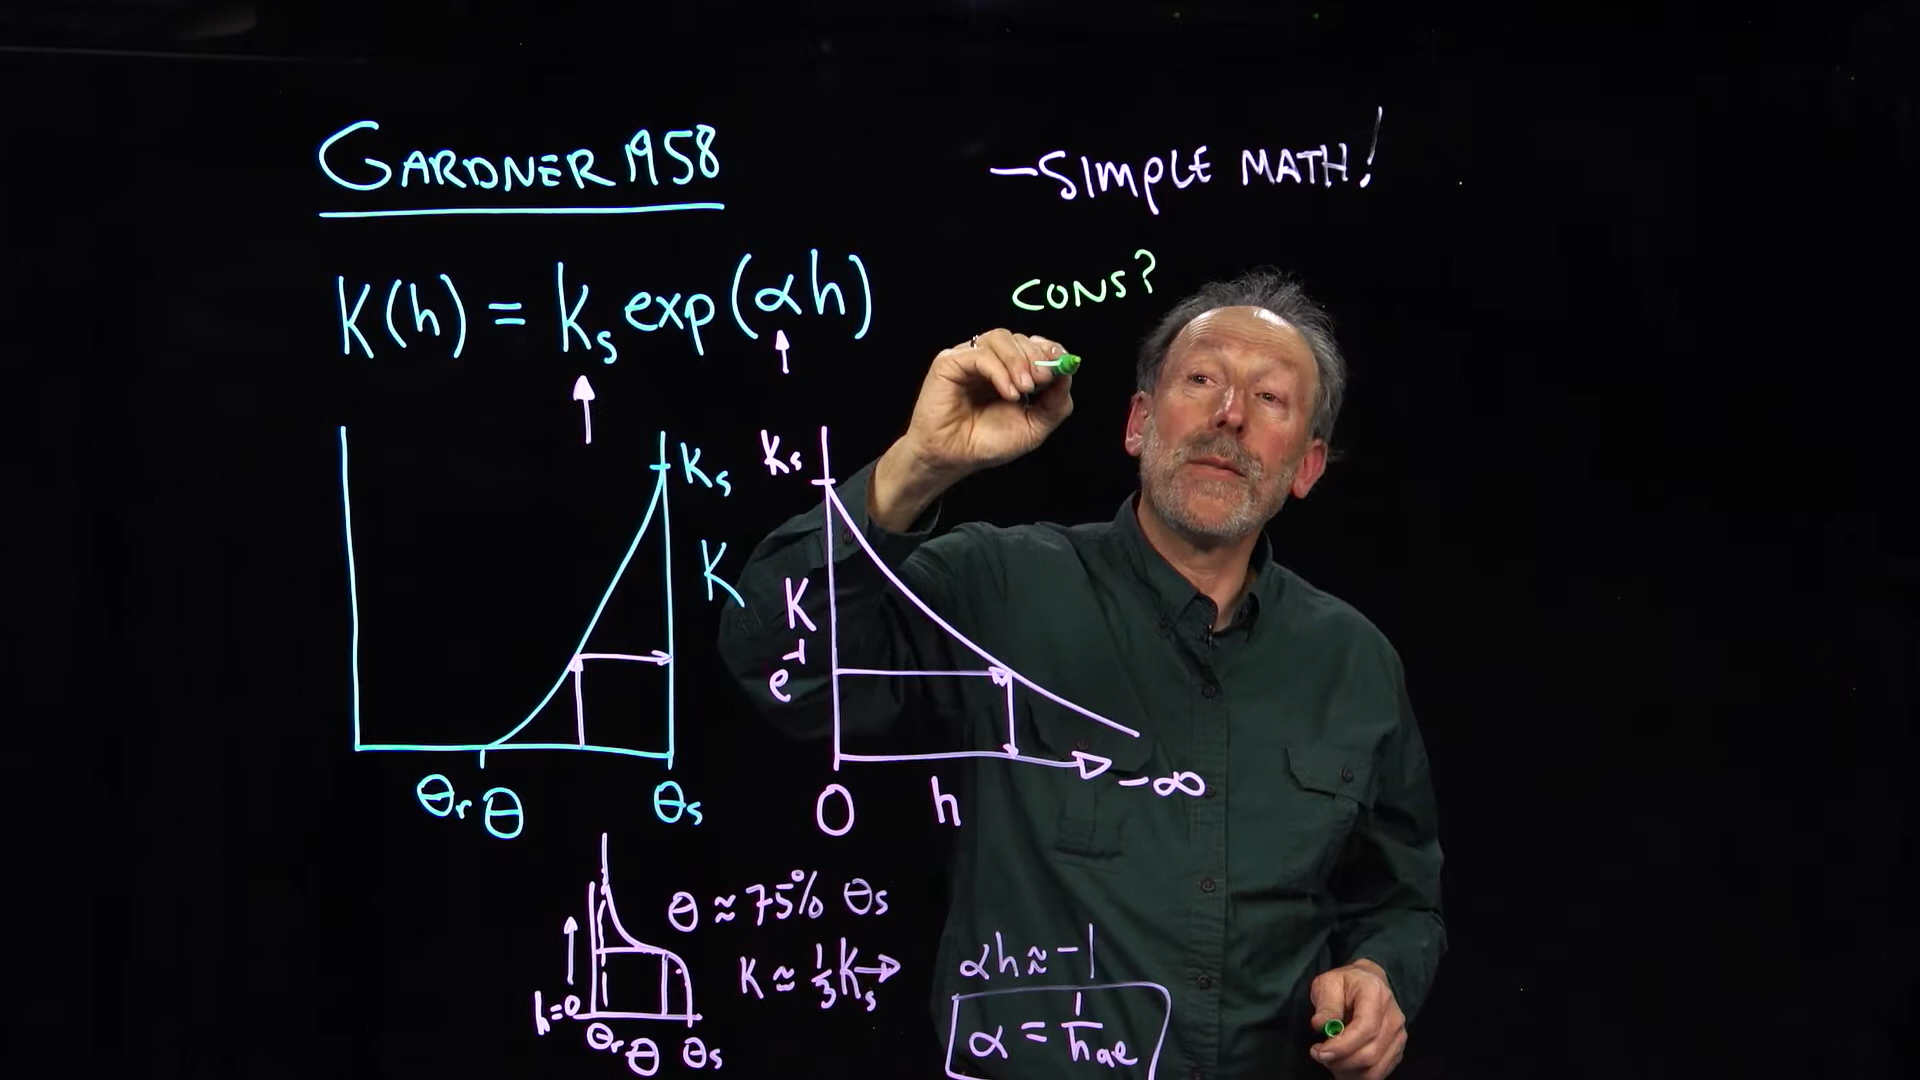 GARDNER 1958
- SIMPLE MATH!
K(h) = Ks exp(αh)
CONS?
Ks
K
θr θ θs
Ks
K
e⁻¹
0 h -∞
h=0
θr θ θs
θ ≈ 75% θs
K ≈ 1/3 Ks →
αh ≈ -1
α = 1/hae